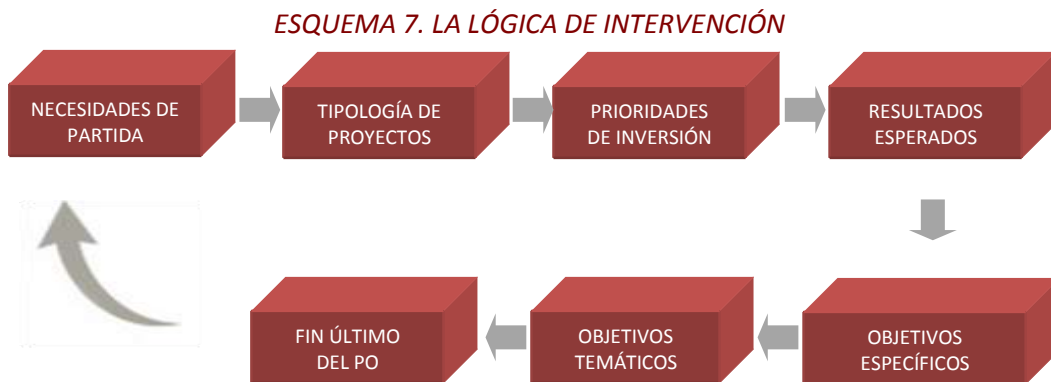 ESQUEMA 7. LA LÓGICA DE INTERVENCIÓN
NECESIDADES DE
PARTIDA
TIPOLOGÍA DE
PROYECTOS
PRIORIDADES
DE INVERSIÓN
RESULTADOS
ESPERADOS
FIN ÚLTIMO
DEL PO
OBJETIVOS
TEMÁTICOS
OBJETIVOS
ESPECÍFICOS